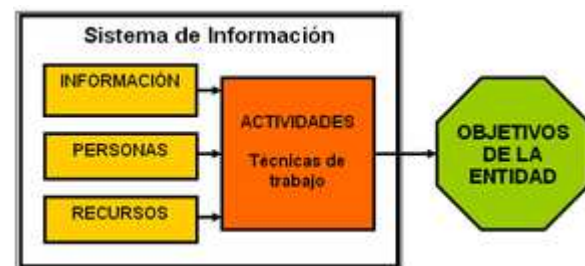 Sistema de Información
INFORMACIÓN
PERSONAS
RECURSOS
ACTIVIDADES
Técnicas de
trabajo
OBJETIVOS
DE LA
ENTIDAD